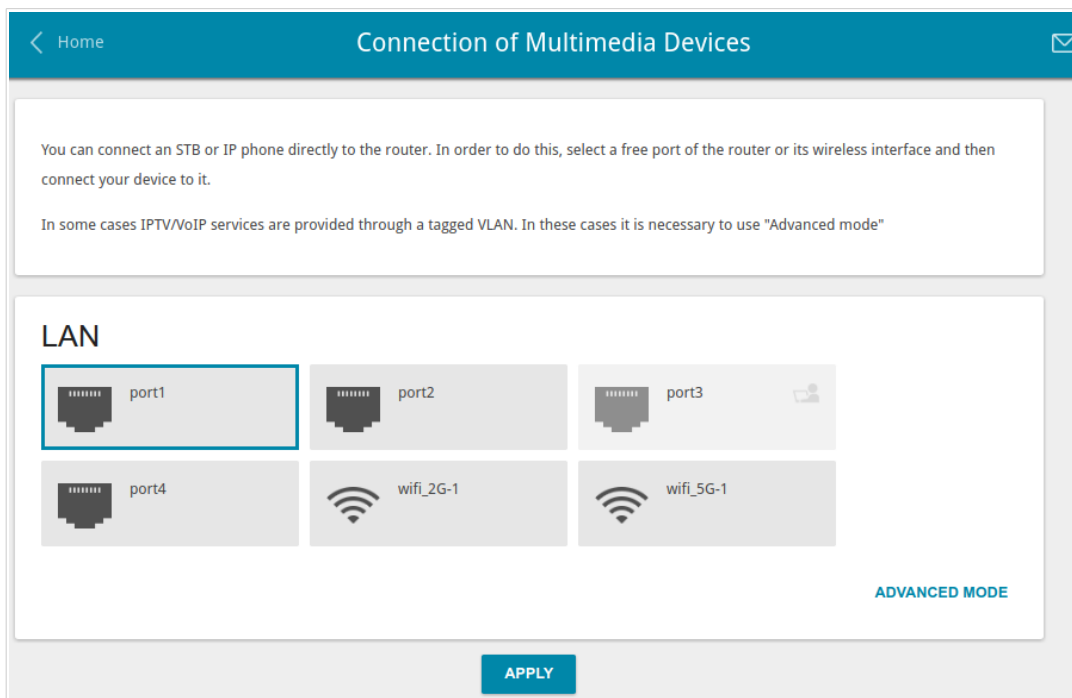 Home
Connection of Multimedia Devices
You can connect an STB or IP phone directly to the router. In order to do this, select a free port of the router or its wireless interface and then
connect your device to it.
In some cases IPTV/VoIP services are provided through a tagged VLAN. In these cases it is necessary to use "Advanced mode"
LAN
port1
port2
port3
port4
wifi_2G-1
wifi_5G-1
ADVANCED MODE
APPLY